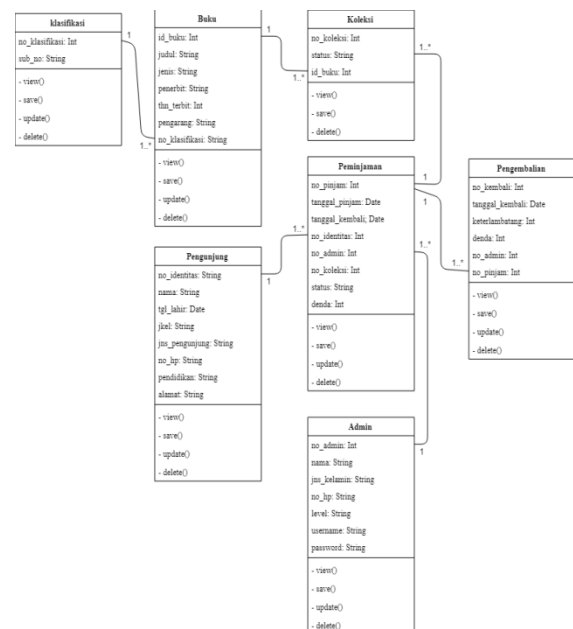 klasifikasi
no_klasifikasi: Int
sub_no: String
- view()
- save()
- update()
- delete()
1
1..*
Buku
id_buku: Int
judul: String
jenis: String
penerbit: String
thn_terbit: Int
pengarang: String
no_klasifikasi: String
- view()
- save()
- update()
- delete()
1
1..*
Koleksi
no_koleksi: Int
status: String
id_buku: Int
- view()
- save()
- delete()
1..*
1
Peminjaman
no_pinjam: Int
tanggal_pinjam: Date
tanggal_kembali; Date
no_identitas: Int
no_admin: Int
no_koleksi: Int
status: String
denda: Int
- view()
- save()
- update()
- delete()
1
1..*
Pengembalian
no_kembali: Int
tanggal_kembali: Date
keterlambatang: Int
denda: Int
no_admin: Int
no_pinjam: Int
- view()
- save()
- update()
- delete()
Pengunjung
no_identitas: String
nama: String
tgl_lahir: Date
jkel: String
jns_pengunjung: String
no_hp: String
pendidikan: String
alamat: String
- view()
- save()
- update()
- delete()
1
1..*
1..*
1
Admin
no_admin: Int
nama: String
jns_kelamin: String
no_hp: String
level: String
username: String
password: String
- view()
- save()
- update()
- delete()